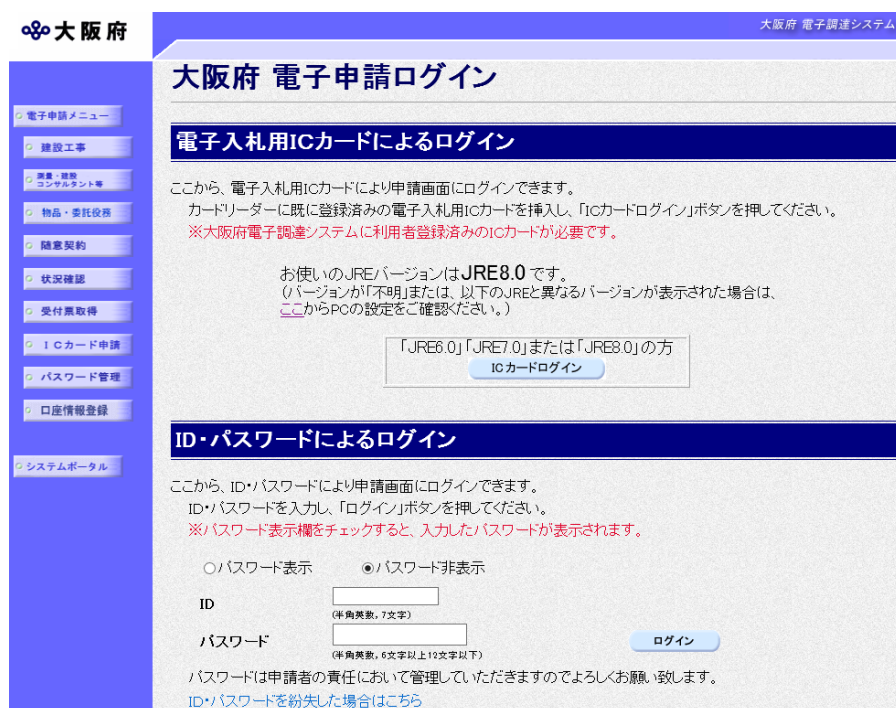 大阪府
大阪府 電子調達システム
電子申請メニュー
建設工事
測量・建設
コンサルタント等
物品・委託役務
随意契約
状況確認
受付票取得
ICカード申請
パスワード管理
口座情報登録
システムポータル
大阪府 電子申請ログイン
電子入札用ICカードによるログイン
ここから、電子入札用ICカードにより申請画面にログインできます。
カードリーダーに既に登録済みの電子入札用ICカードを挿入し、「ICカードログイン」ボタンを押してください。
※大阪府電子調達システムに利用者登録済みのICカードが必要です。
お使いのJREバージョンはJRE8.0 です。
(バージョンが「不明」または、以下のJREと異なるバージョンが表示された場合は、
ここからPCの設定をご確認ください。)
「JRE6.0」「JRE7.0」または「JRE8.0」の方
ICカードログイン
ID・パスワードによるログイン
ここから、ID・パスワードにより申請画面にログインできます。
ID・パスワードを入力し、「ログイン」ボタンを押してください。
※パスワード表示欄をチェックすると、入力したパスワードが表示されます。
パスワード表示 パスワード非表示
ID
(半角英数,7文字)
パスワード
ログイン
(半角英数,6文字以上12文字以下)
パスワードは申請者の責任において管理していただきますのでよろしくお願い致します。
ID・パスワードを紛失した場合はこちら